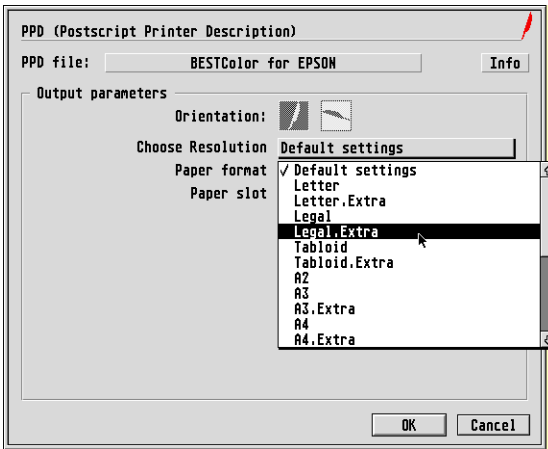 PPD (Postscript Printer Description)
PPD file: BESTColor for EPSON Info
Output parameters
Orientation:
Choose Resolution Default settings
Paper format ✓ Default settings
Paper slot
Letter
Letter.Extra
Legal
Legal.Extra
Tabloid
Tabloid.Extra
A2
A3
A3.Extra
A4
A4.Extra
OK Cancel